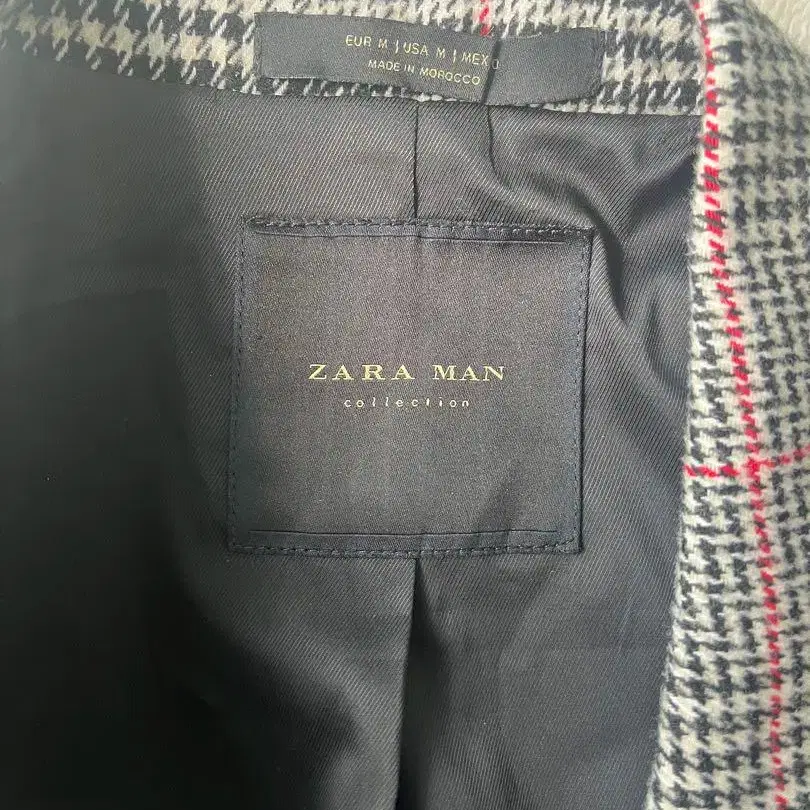 EUR M | USA M | MEX
MADE IN MOROCCO
ZARA MAN
collection